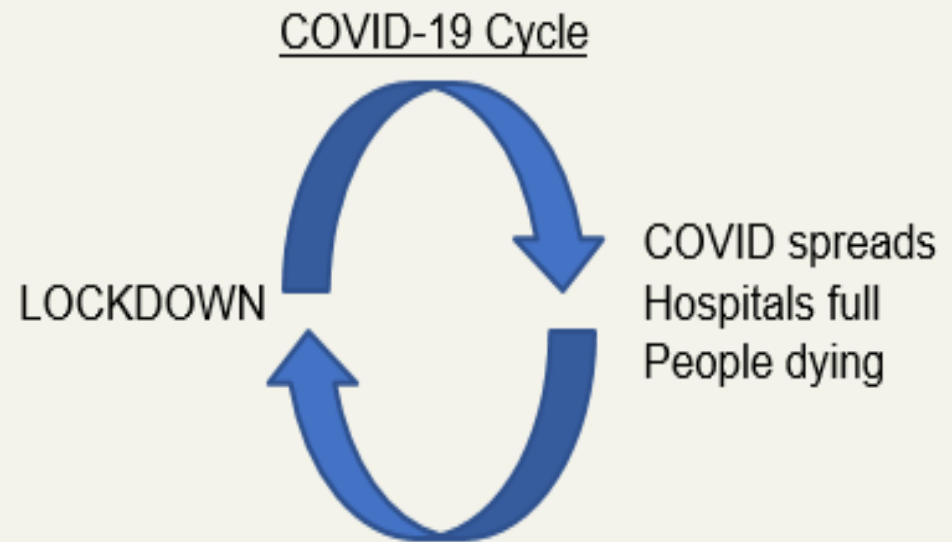 COVID-19 Cycle
LOCKDOWN
COVID spreads
Hospitals full
People dying